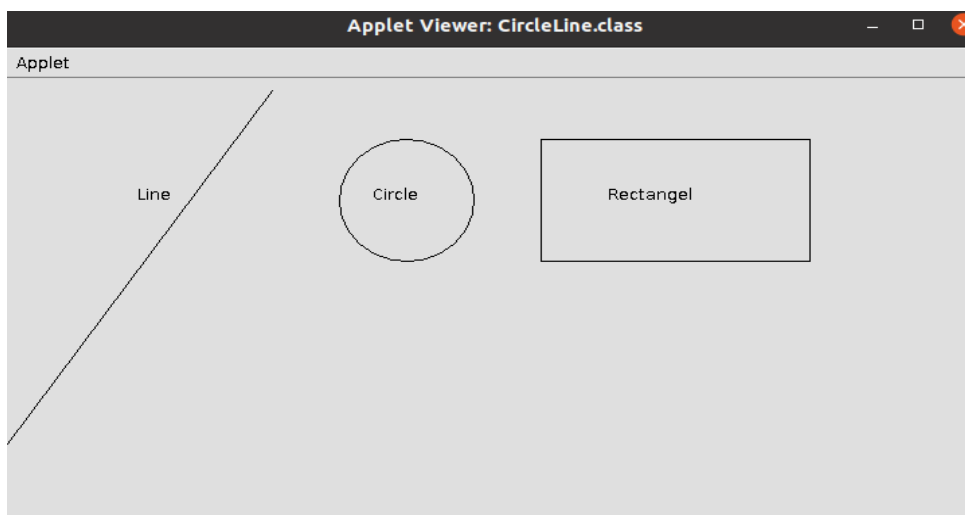 Applet Viewer: CircleLine.class
Applet
Line
Circle
Rectangel